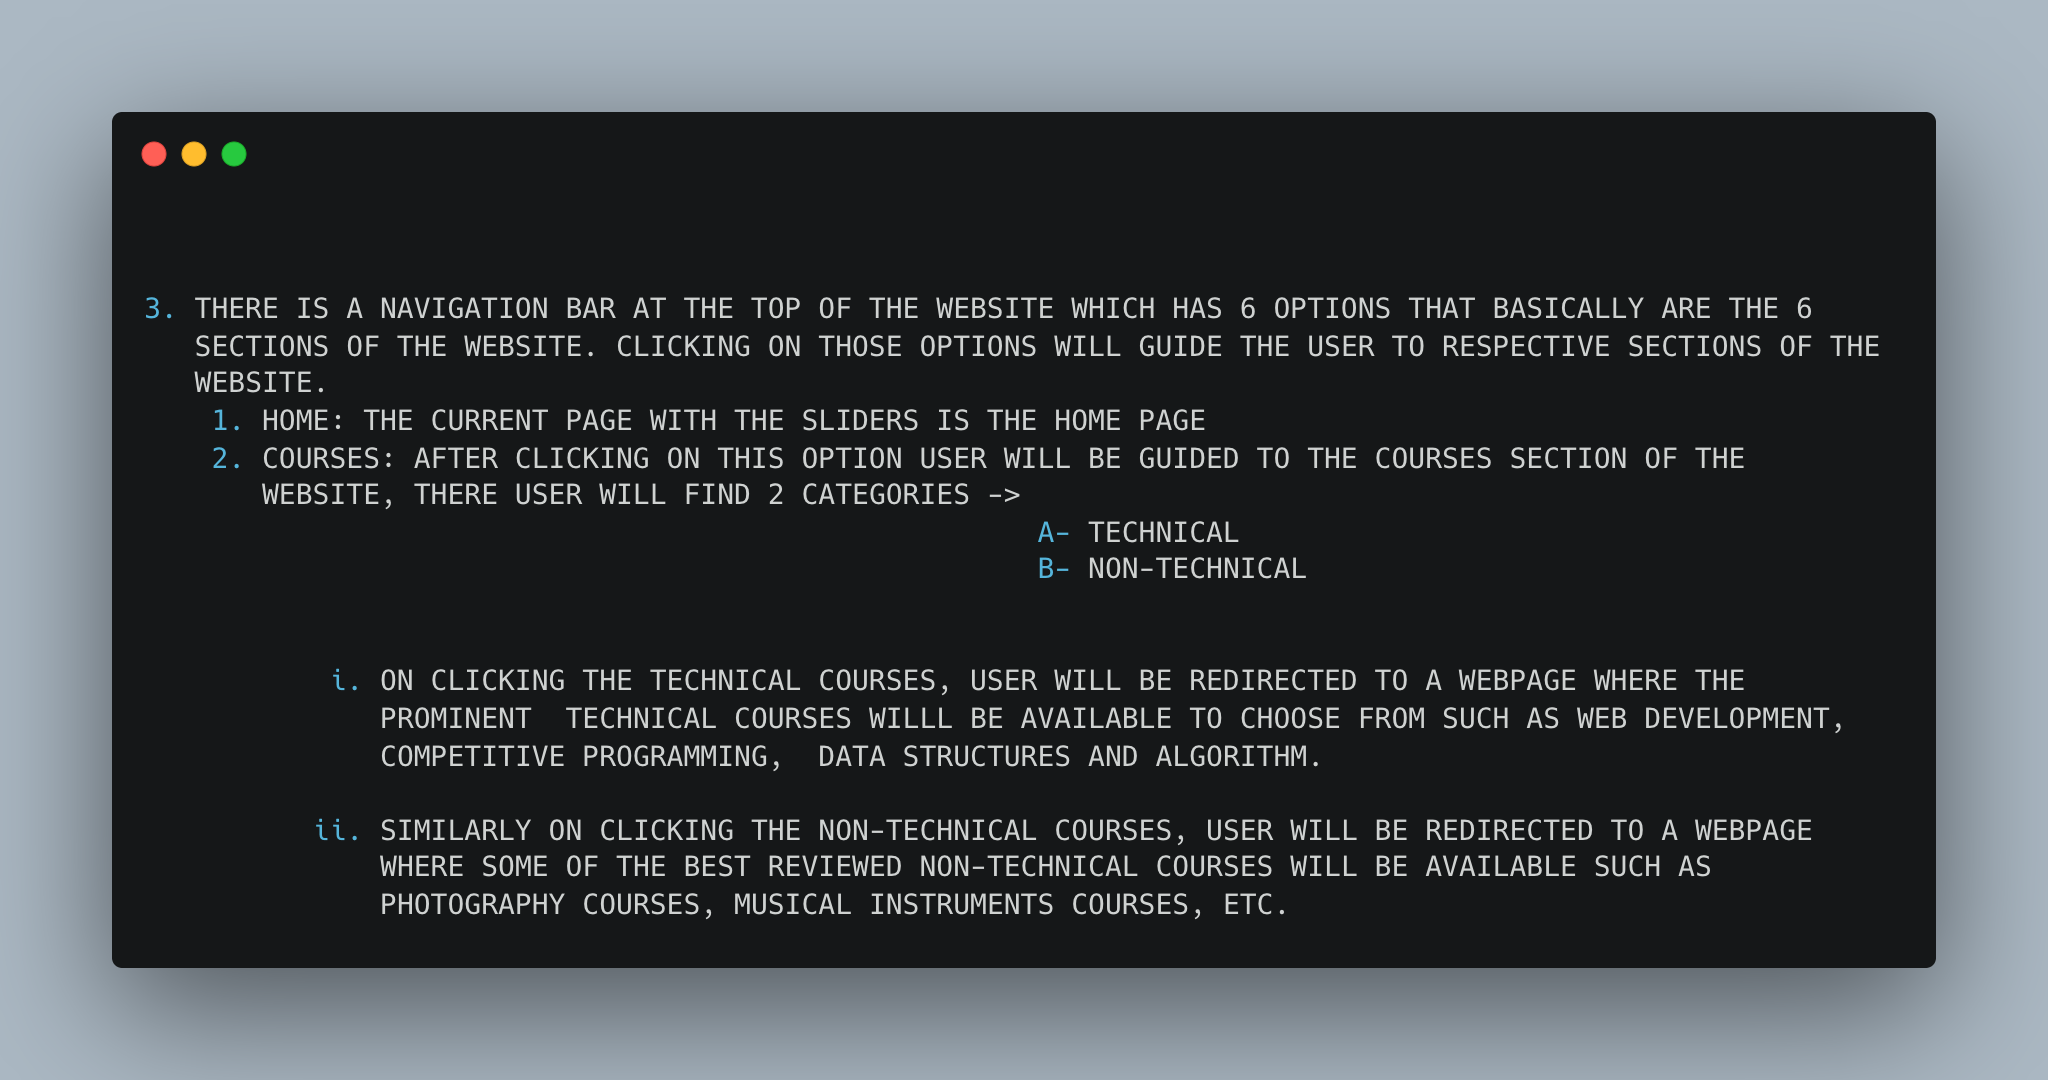 3. THERE IS A NAVIGATION BAR AT THE TOP OF THE WEBSITE WHICH HAS 6 OPTIONS THAT BASICALLY ARE THE 6
SECTIONS OF THE WEBSITE. CLICKING ON THOSE OPTIONS WILL GUIDE THE USER TO RESPECTIVE SECTIONS OF THE
WEBSITE.
1. HOME: THE CURRENT PAGE WITH THE SLIDERS IS THE HOME PAGE
2. COURSES: AFTER CLICKING ON THIS OPTION USER WILL BE GUIDED TO THE COURSES SECTION OF THE
WEBSITE, THERE USER WILL FIND 2 CATEGORIES ->
A- TECHNICAL
B- NON-TECHNICAL
i. ON CLICKING THE TECHNICAL COURSES, USER WILL BE REDIRECTED TO A WEBPAGE WHERE THE
PROMINENT  TECHNICAL COURSES WILLL BE AVAILABLE TO CHOOSE FROM SUCH AS WEB DEVELOPMENT,
COMPETITIVE PROGRAMMING,  DATA STRUCTURES AND ALGORITHM.
ii. SIMILARLY ON CLICKING THE NON-TECHNICAL COURSES, USER WILL BE REDIRECTED TO A WEBPAGE
WHERE SOME OF THE BEST REVIEWED NON-TECHNICAL COURSES WILL BE AVAILABLE SUCH AS
PHOTOGRAPHY COURSES, MUSICAL INSTRUMENTS COURSES, ETC.